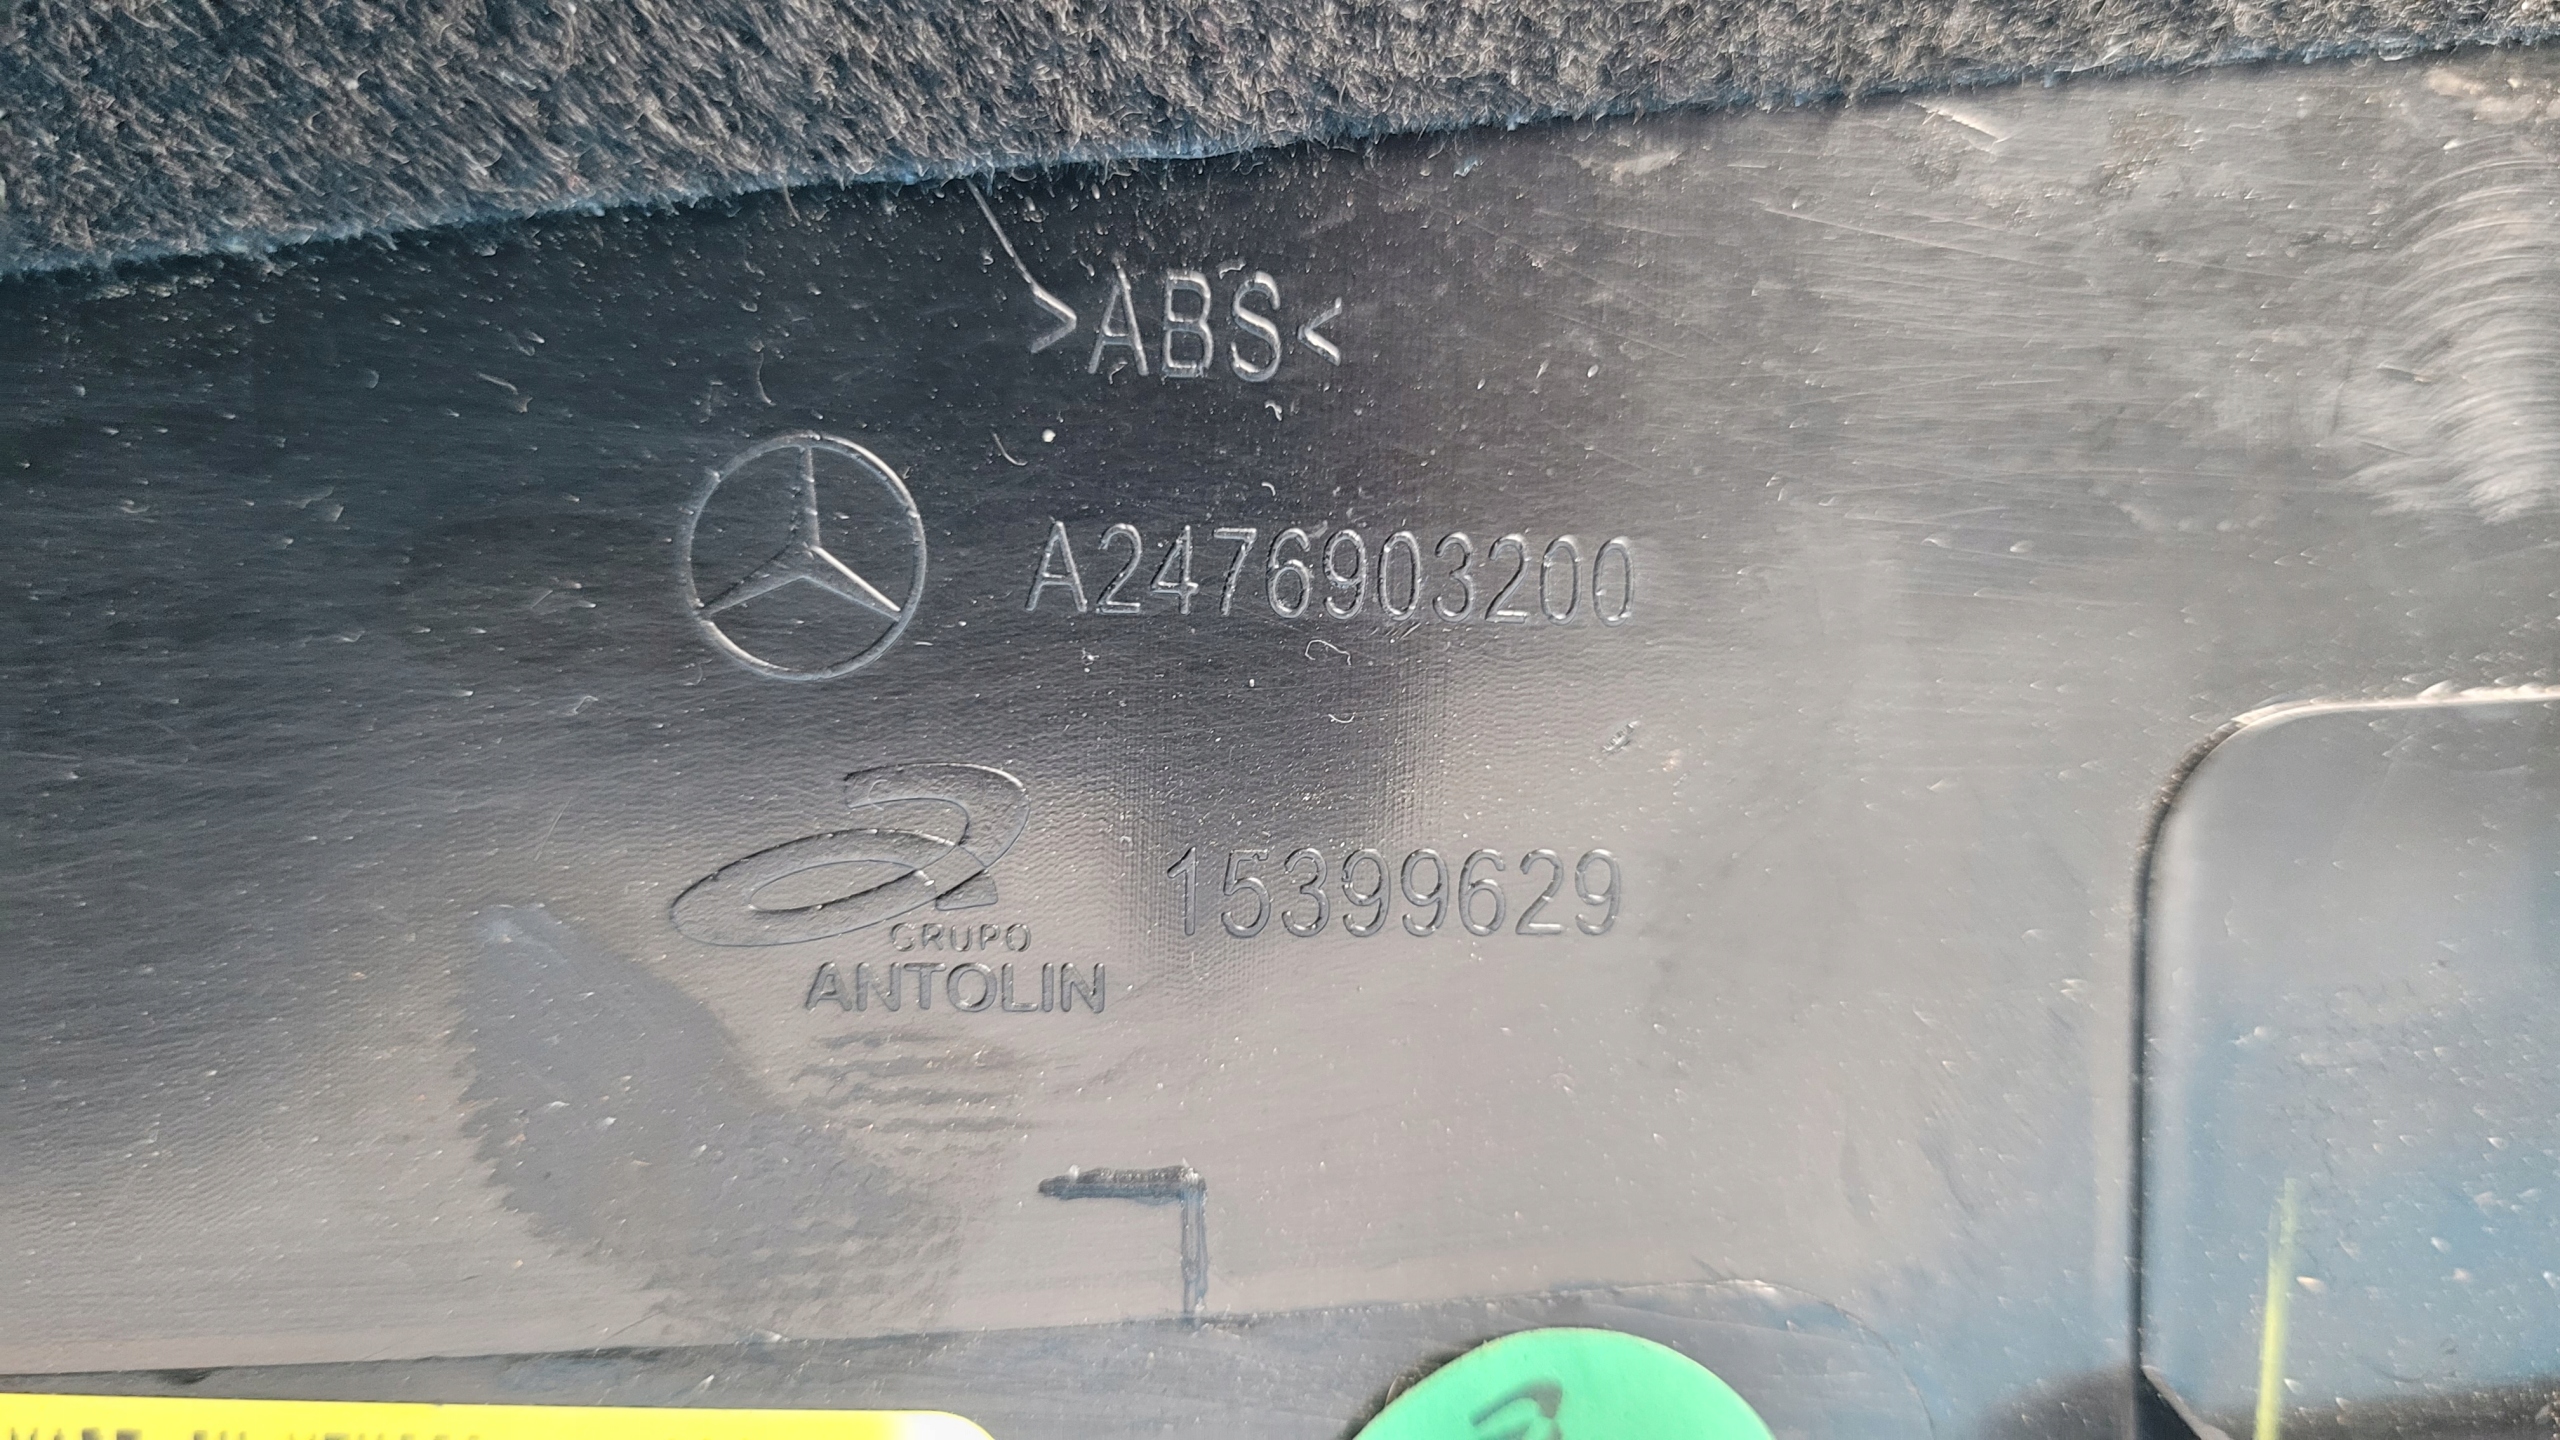 >ABS<
A2476903200
15399629
GRUPO
ANTOLIN